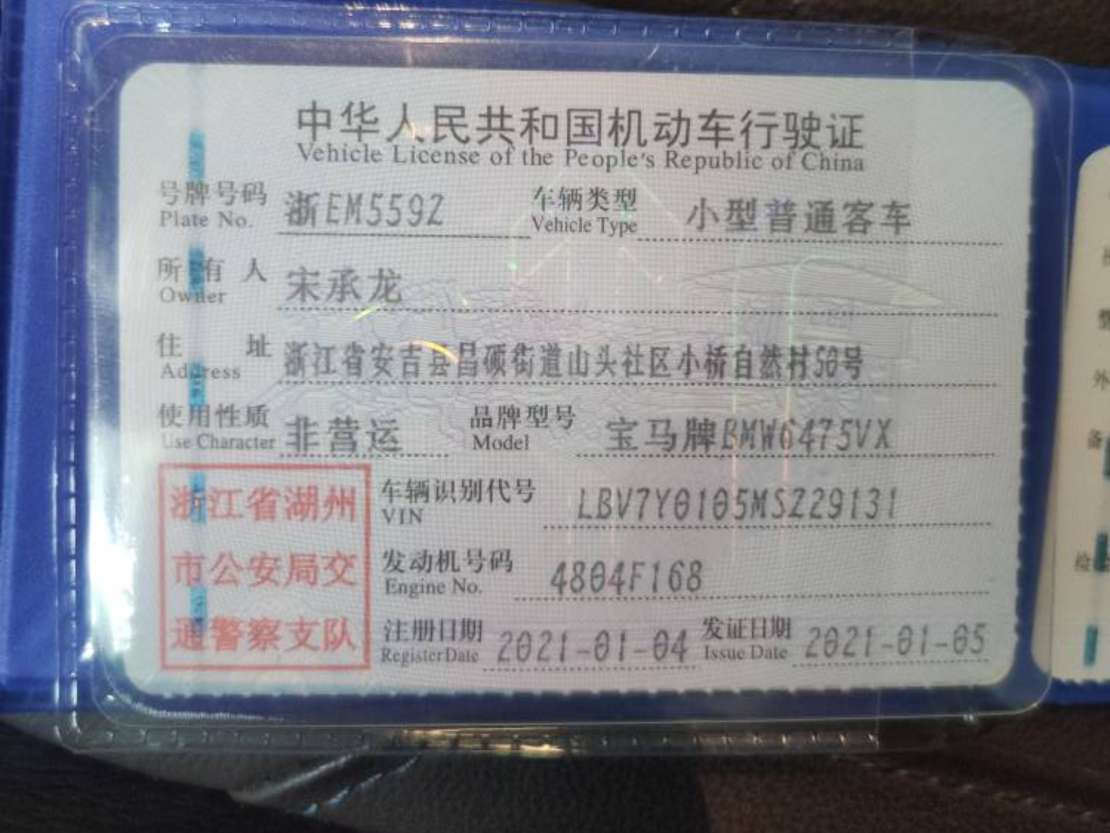 中华人民共和国机动车行驶证
Vehicle License of the People's Republic of China
号牌号码 浙EM559Z 车辆类型 小型普通客车
Plate No. Vehicle Type
所有人 宋承龙
Owner
住址 浙江省安吉县昌硕街道山头社区小桥自然村50号
Address
使用性质 非营运 品牌型号 宝马牌BMW6475VX
Use Character Model
浙江省湖州
市公安局交
通警察支队
车辆识别代号 LBV7Y0105MSZ29131
VIN
发动机号码 4804F168
Engine No.
注册日期 2021-01-04 发证日期 2021-01-05
Register Date Issue Date
整
外
备
检